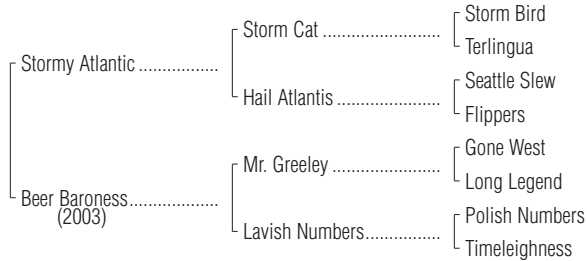 Storm Bird
Storm Cat ........................
Terlingua
Stormy Atlantic ................
Seattle Slew
Hail Atlantis .....................
Flippers
Gone West
Mr. Greeley ......................
Long Legend
Beer Baroness..................
(2003)
Polish Numbers
Lavish Numbers...............
Timeleighness